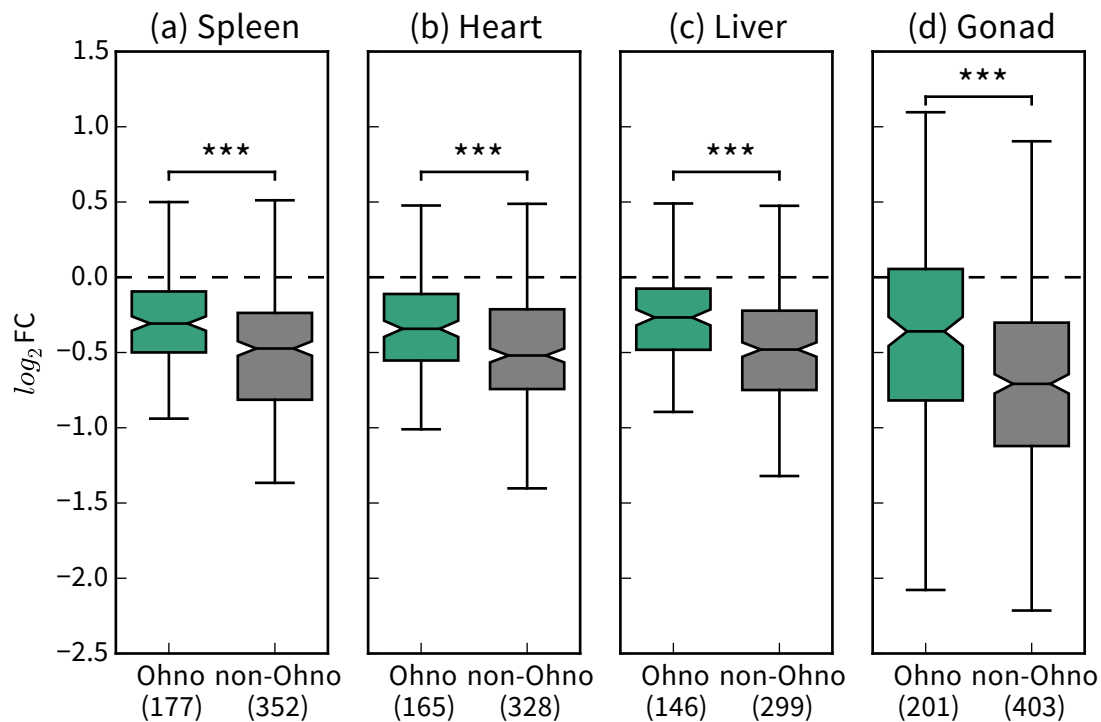 (a) Spleen
(b) Heart
(c) Liver
(d) Gonad
1.5
1.0
0.5
0.0
−0.5
−1.0
−1.5
−2.0
−2.5
log₂ FC
***
***
***
***
Ohno non-Ohno
(177) (352)
Ohno non-Ohno
(165) (328)
Ohno non-Ohno
(146) (299)
Ohno non-Ohno
(201) (403)